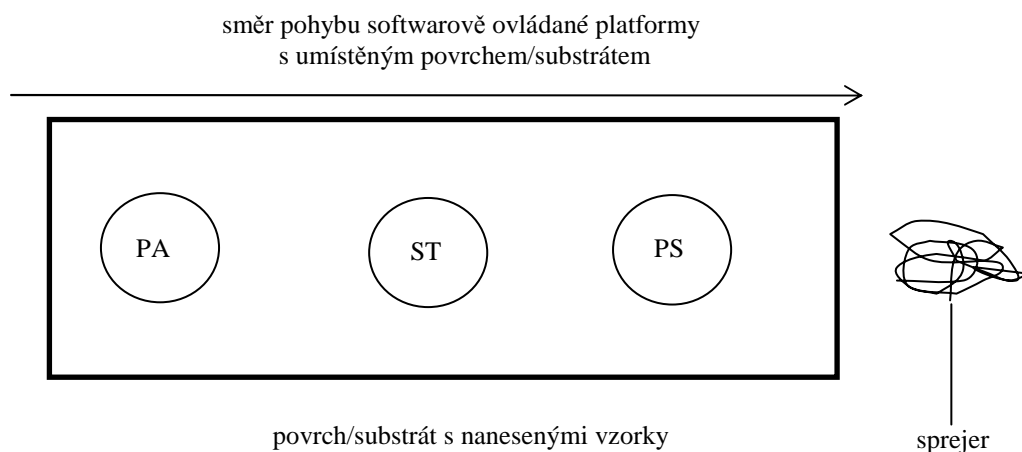 směr pohybu softwarově ovládané platformy
s umístěným povrchem/substrátem
PA
ST
PS
povrch/substrát s nanesenými vzorky
sprejer